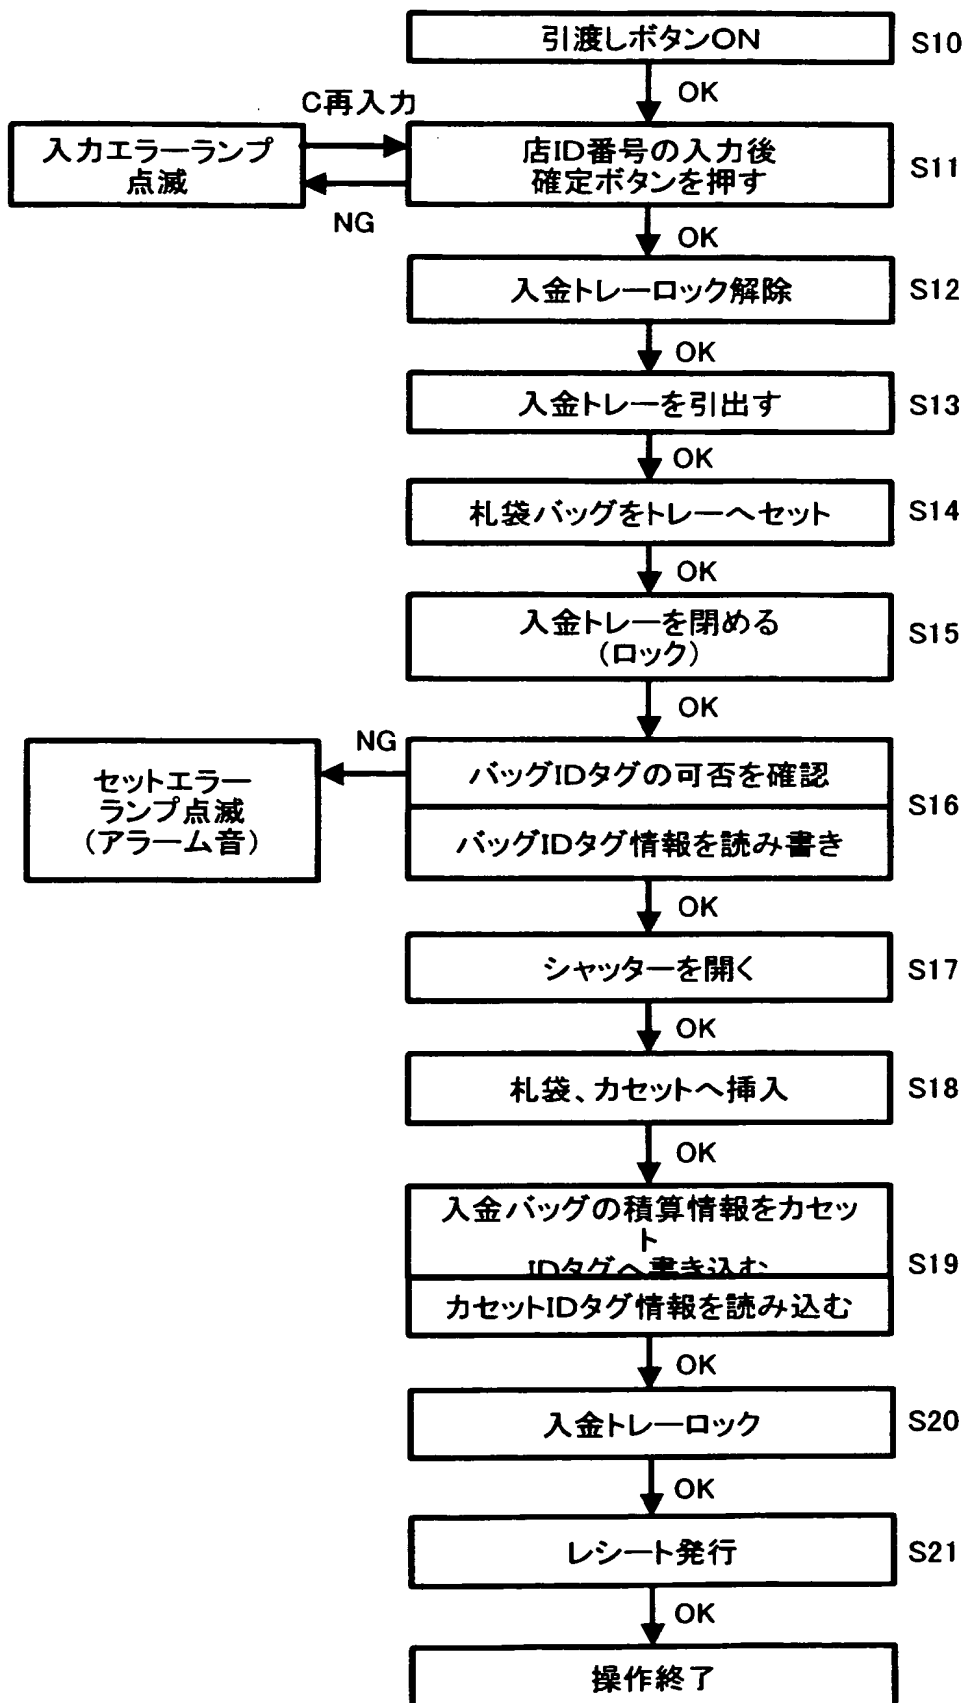 引渡しボタンON
S10
OK
C再入力
入力エラーランプ
点滅
店ID番号の入力後
確定ボタンを押す
S11
NG
OK
入金トレーロック解除
S12
OK
入金トレーを引出す
S13
OK
札袋バッグをトレーへセット
S14
OK
入金トレーを閉める
(ロック)
S15
OK
NG
セットエラー
ランプ点滅
(アラーム音)
バッグIDタグの可否を確認
S16
バッグIDタグ情報を読み書き
OK
シャッターを開く
S17
OK
札袋、カセットへ挿入
S18
OK
入金バッグの積算情報をカセッ
ト
IDタグへ書き込む
S19
カセットIDタグ情報を読み込む
OK
入金トレーロック
S20
OK
レシート発行
S21
OK
操作終了